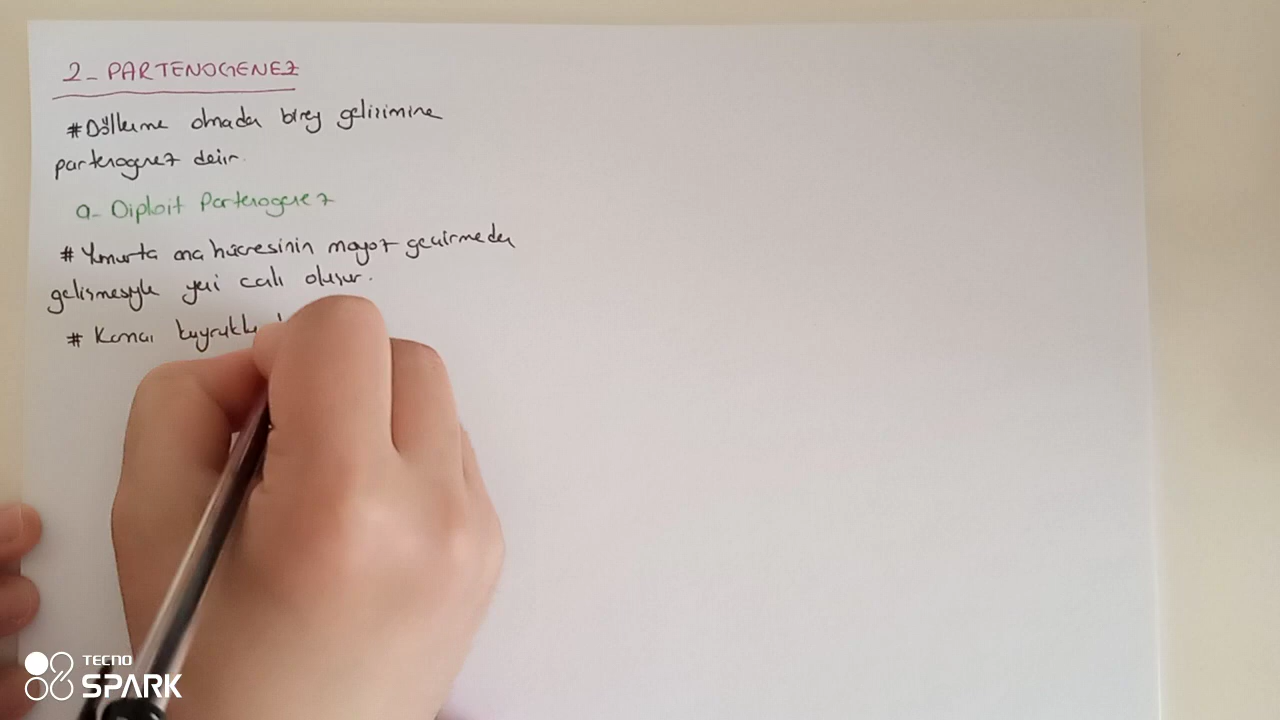 2- PARTENOGENEZ
# Döllenme olmadan birey gelişimine
partenogenez denir.
a- Diploit Partenogenez
# Yumurta ana hücresinin mayoz geçirmeden
gelişmesiyle yeni canlı oluşur.
# Kamçı kuyruklu
TECNO
SPARK